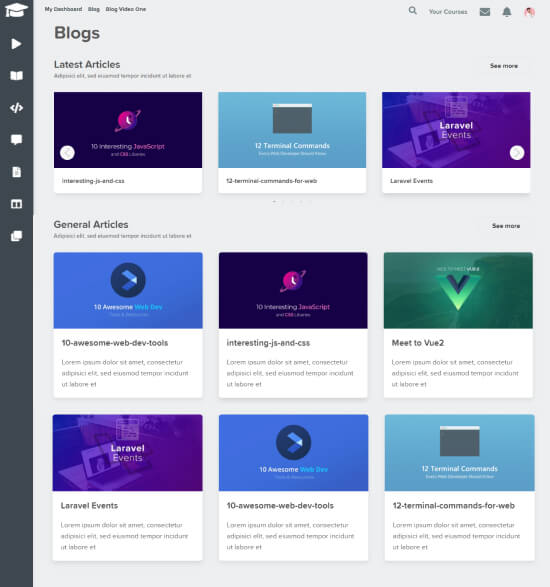 My Dashboard Blog Blog Video One
Your Courses
Blogs
Latest Articles
Adipisci elit, sed eiusmod tempor incidunt ut labore et
See more
10 Interesting JavaScript
and CSS Libaries
interesting-js-and-css
12 Terminal Commands
Every Web Developer Should Know
12-terminal-commands-for-web
Laravel
Events
Laravel Events
General Articles
Adipisici elit, sed eiusmod tempor incidunt ut labore et
See more
10 Awesome Web Dev
Tools & Resources
10-awesome-web-dev-tools
Lorem ipsum dolor sit amet, consectetur
adipisici elit, sed eiusmod tempor incidunt
ut labore et
10 Interesting JavaScript
and CSS Libaries
interesting-js-and-css
Lorem ipsum dolor sit amet, consectetur
adipisici elit, sed eiusmod tempor incidunt
ut labore et
NICE TO MEET VUE2
Meet to Vue2
Lorem ipsum dolor sit amet, consectetur
adipisici elit, sed eiusmod tempor incidunt
ut labore et
Laravel
Events
Laravel Events
Lorem ipsum dolor sit amet, consectetur
adipisici elit, sed eiusmod tempor incidunt
ut labore et
10 Awesome Web Dev
Tools & Resources
10-awesome-web-dev-tools
Lorem ipsum dolor sit amet, consectetur
adipisici elit, sed eiusmod tempor incidunt
ut labore et
12 Terminal Commands
Every Web Developer Should Know
12-terminal-commands-for-web
Lorem ipsum dolor sit amet, consectetur
adipisici elit, sed eiusmod tempor incidunt
ut labore et